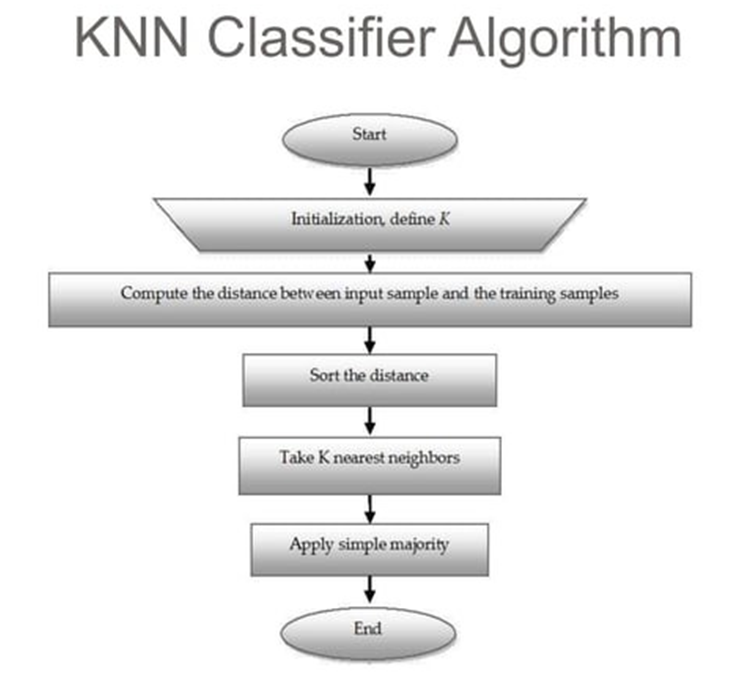 KNN Classifier Algorithm
Start
Initialization, define K
Compute the distance between input sample and the training samples
Sort the distance
Take K nearest neighbors
Apply simple majority
End